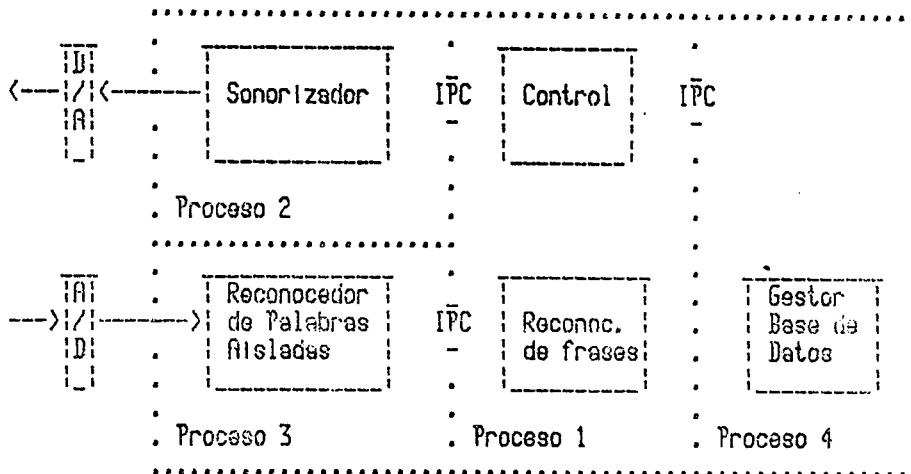 D
/
A
Sonorizador
IPC
Control
IPC
Proceso 2
A
/
D
Reconocedor
de Palabras
Aisladas
IPC
Reconoc.
de frases
Gestor
Base de
Datos
Proceso 3
Proceso 1
Proceso 4